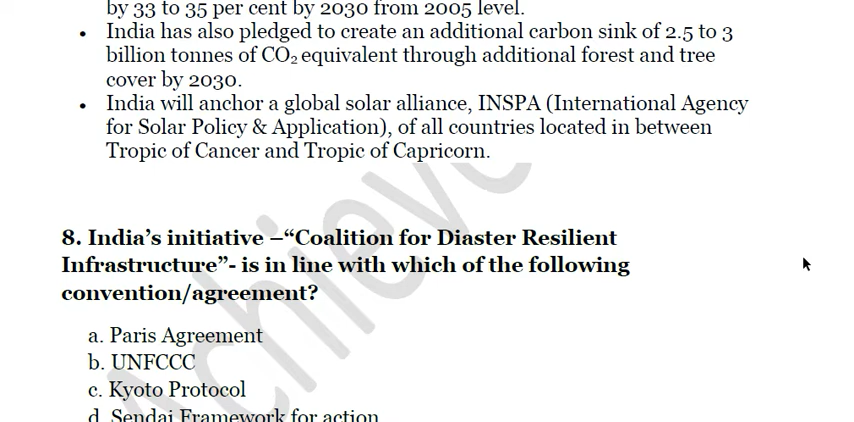 by 33 to 35 per cent by 2030 from 2005 level.
• India has also pledged to create an additional carbon sink of 2.5 to 3
billion tonnes of CO₂ equivalent through additional forest and tree
cover by 2030.
• India will anchor a global solar alliance, INSPA (International Agency
for Solar Policy & Application), of all countries located in between
Tropic of Cancer and Tropic of Capricorn.
Achieve
8. India's initiative –“Coalition for Diaster Resilient
Infrastructure”- is in line with which of the following
convention/agreement?
a. Paris Agreement
b. UNFCCC
c. Kyoto Protocol
d. Sendai Framework for action